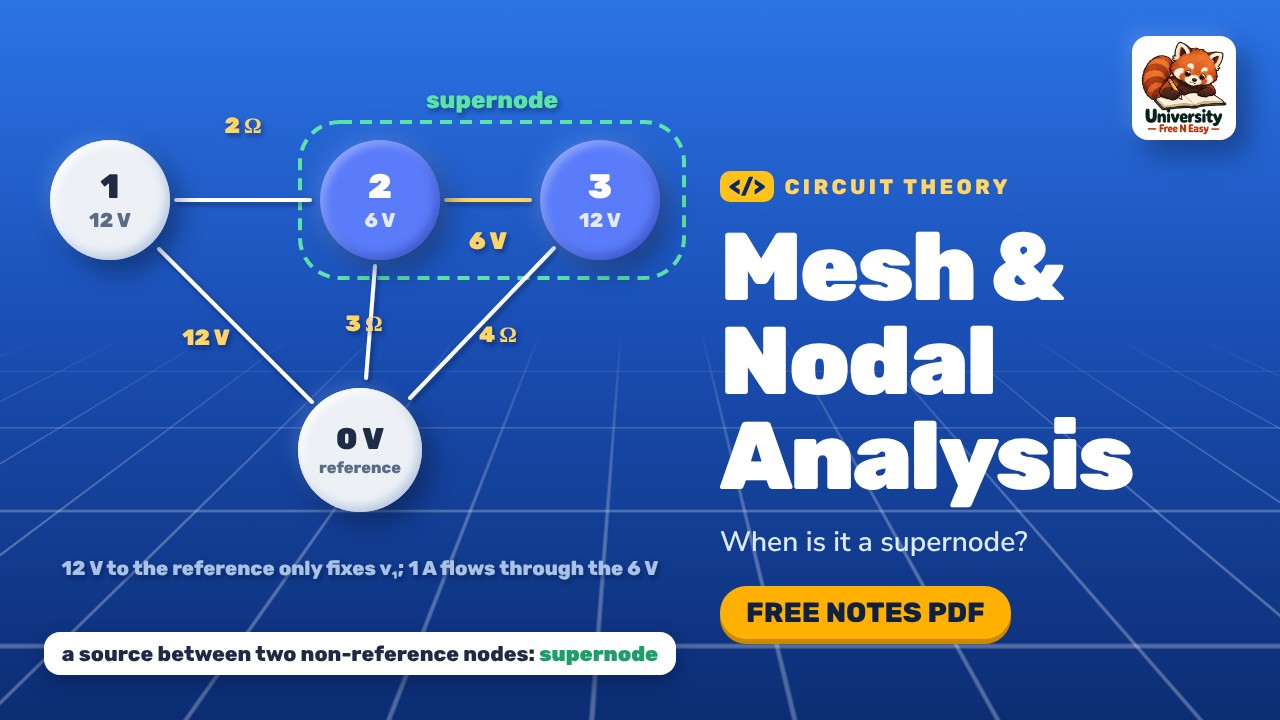 supernode
2 Ω
1
12 V
2
6 V
3
12 V
6 V
12 V
3 Ω
4 Ω
0 V
reference
12 V to the reference only fixes v₁; 1 A flows through the 6 V
a source between two non-reference nodes: supernode
University
Free N Easy
</> CIRCUIT THEORY
Mesh &
Nodal
Analysis
When is it a supernode?
FREE NOTES PDF